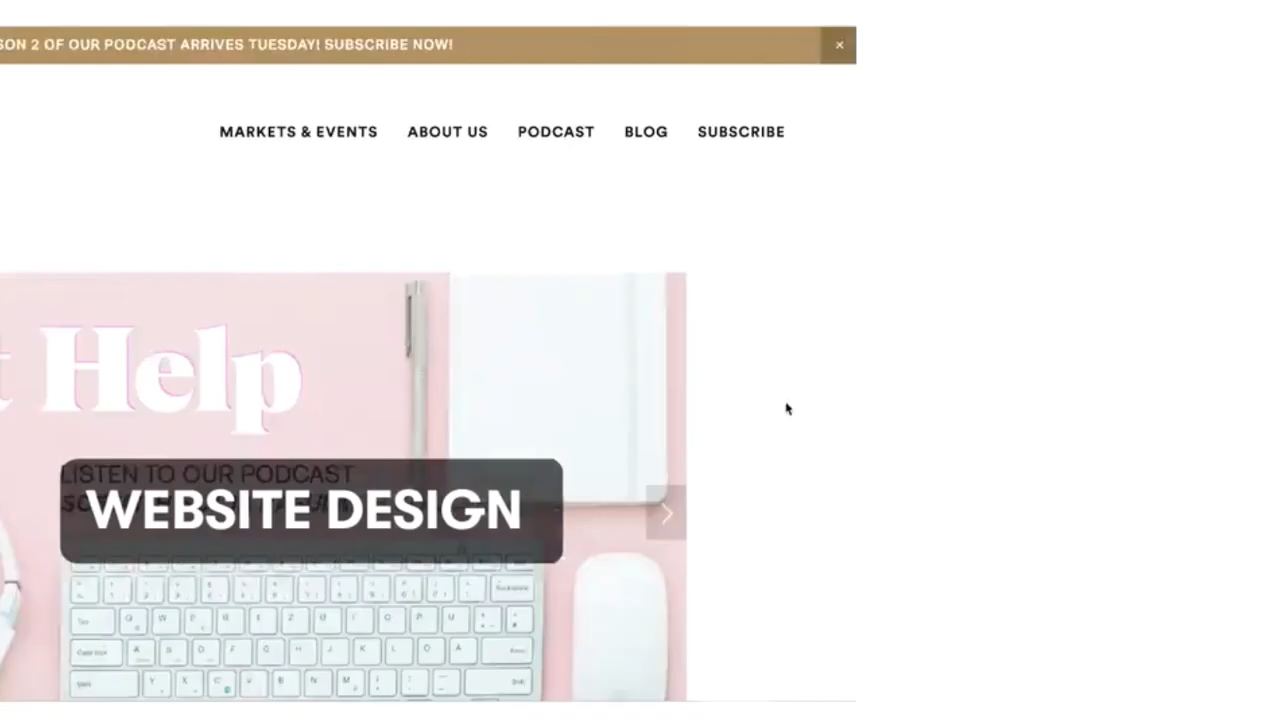 SON 2 OF OUR PODCAST ARRIVES TUESDAY! SUBSCRIBE NOW!
×
MARKETS & EVENTS ABOUT US PODCAST BLOG SUBSCRIBE
t Help
LISTEN TO OUR PODCAST
WEBSITE DESIGN